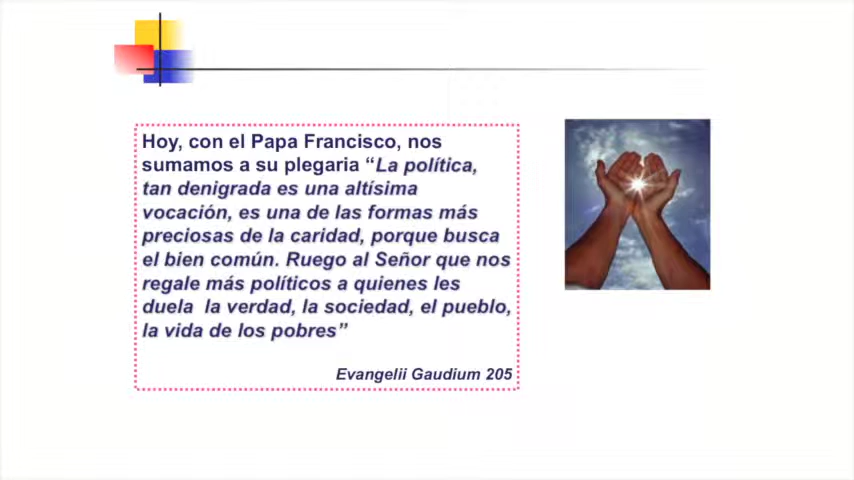 Hoy, con el Papa Francisco, nos
sumamos a su plegaria “La política,
tan denigrada es una altísima
vocación, es una de las formas más
preciosas de la caridad, porque busca
el bien común. Ruego al Señor que nos
regale más políticos a quienes les
duela la verdad, la sociedad, el pueblo,
la vida de los pobres”
Evangelii Gaudium 205